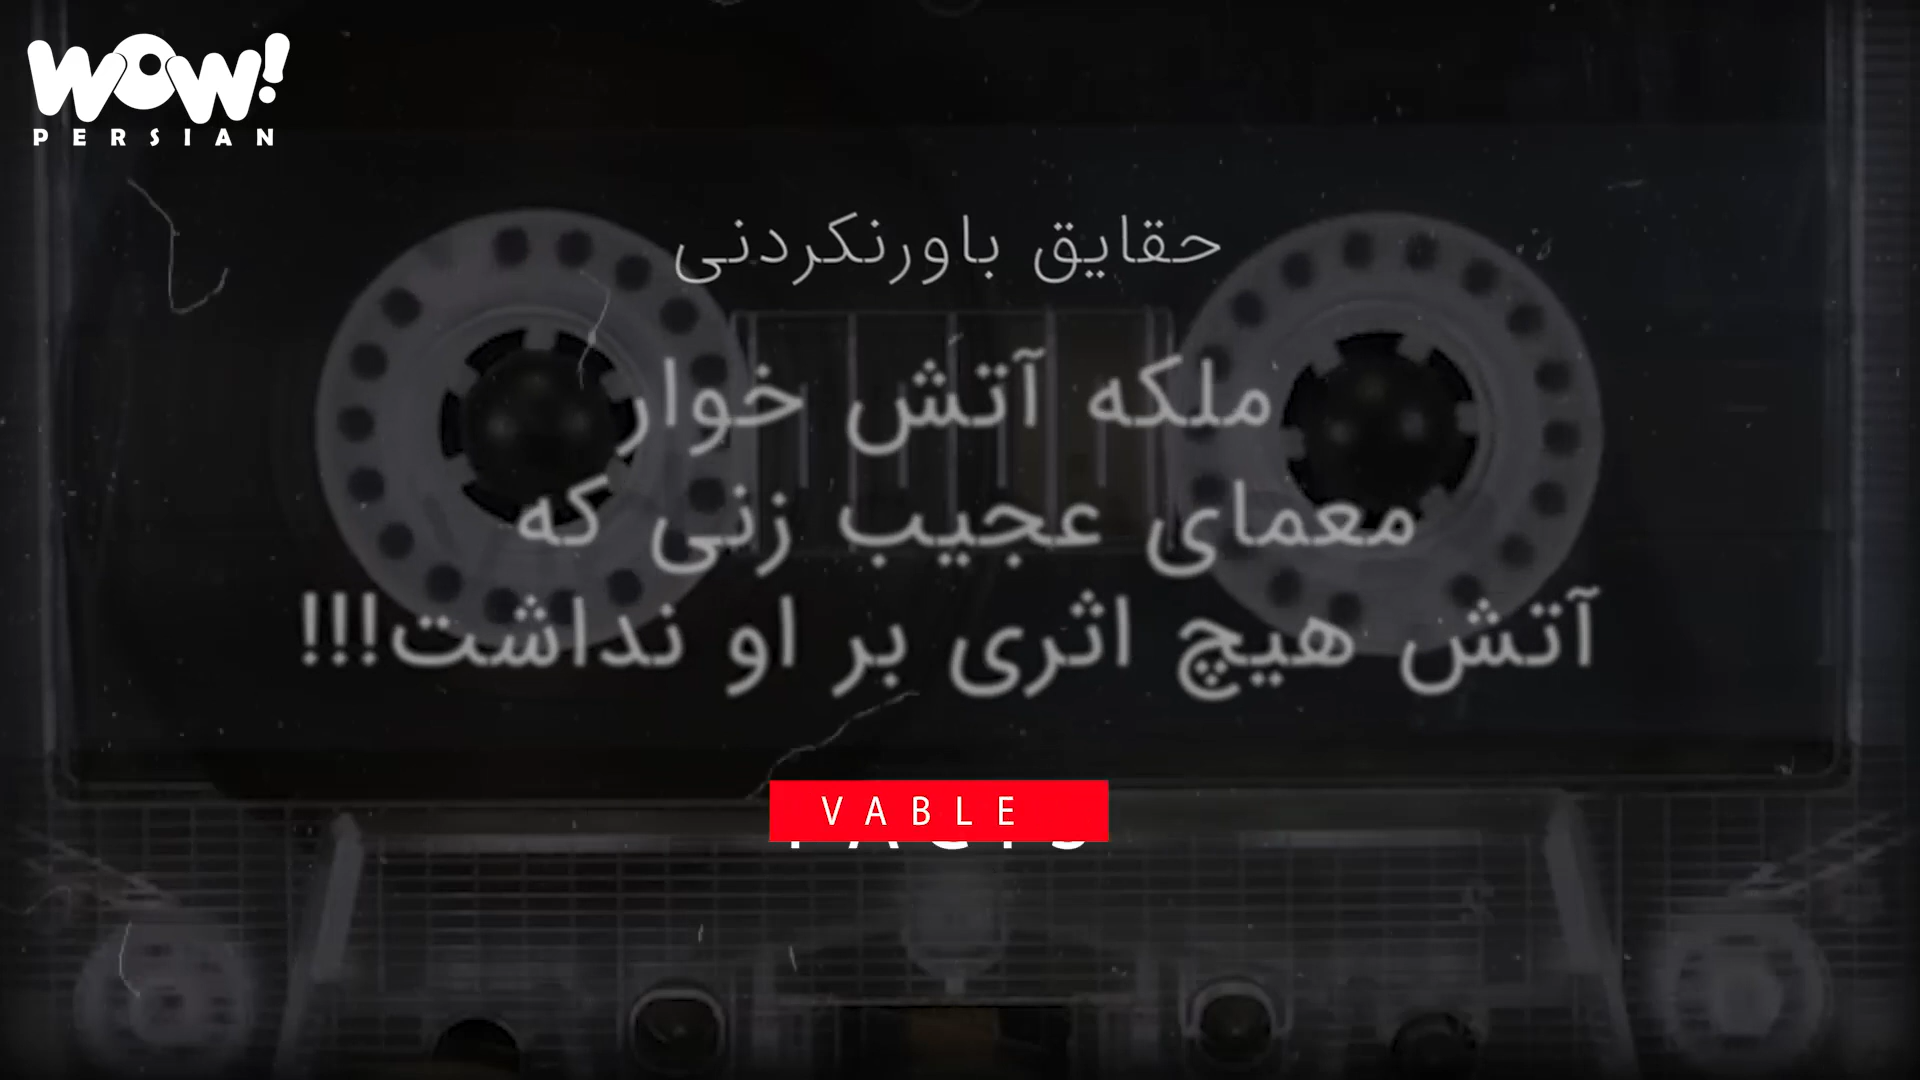 WOW!
PERSIAN
حقایق باورنکردنی
ملکه آتش خوار
معمای عجیب زنی که
آتش هیچ اثری بر او نداشت!!!
VABLE